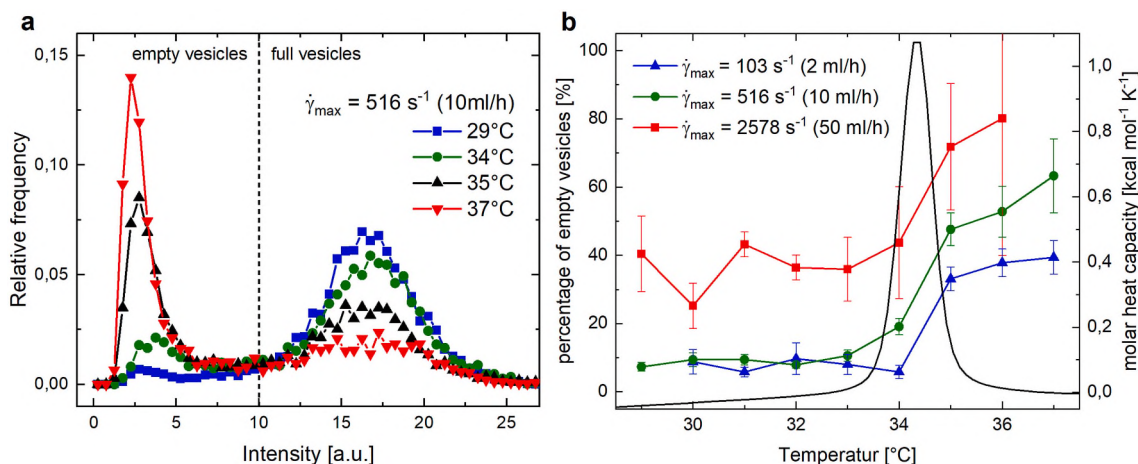 a
0,15
0,10
0,05
0,00
Relative frequency
empty vesicles
full vesicles
γ̇max = 516 s-1 (10ml/h)
29°C
34°C
35°C
37°C
0 5 10 15 20 25
Intensity [a.u.]
b
100
80
60
40
20
0
percentage of empty vesicles [%]
γ̇max = 103 s-1 (2 ml/h)
γ̇max = 516 s-1 (10 ml/h)
γ̇max = 2578 s-1 (50 ml/h)
1,0
0,8
0,6
0,4
0,2
0,0
molar heat capacity [kcal mol-1 K-1]
30 32 34 36
Temperatur [°C]